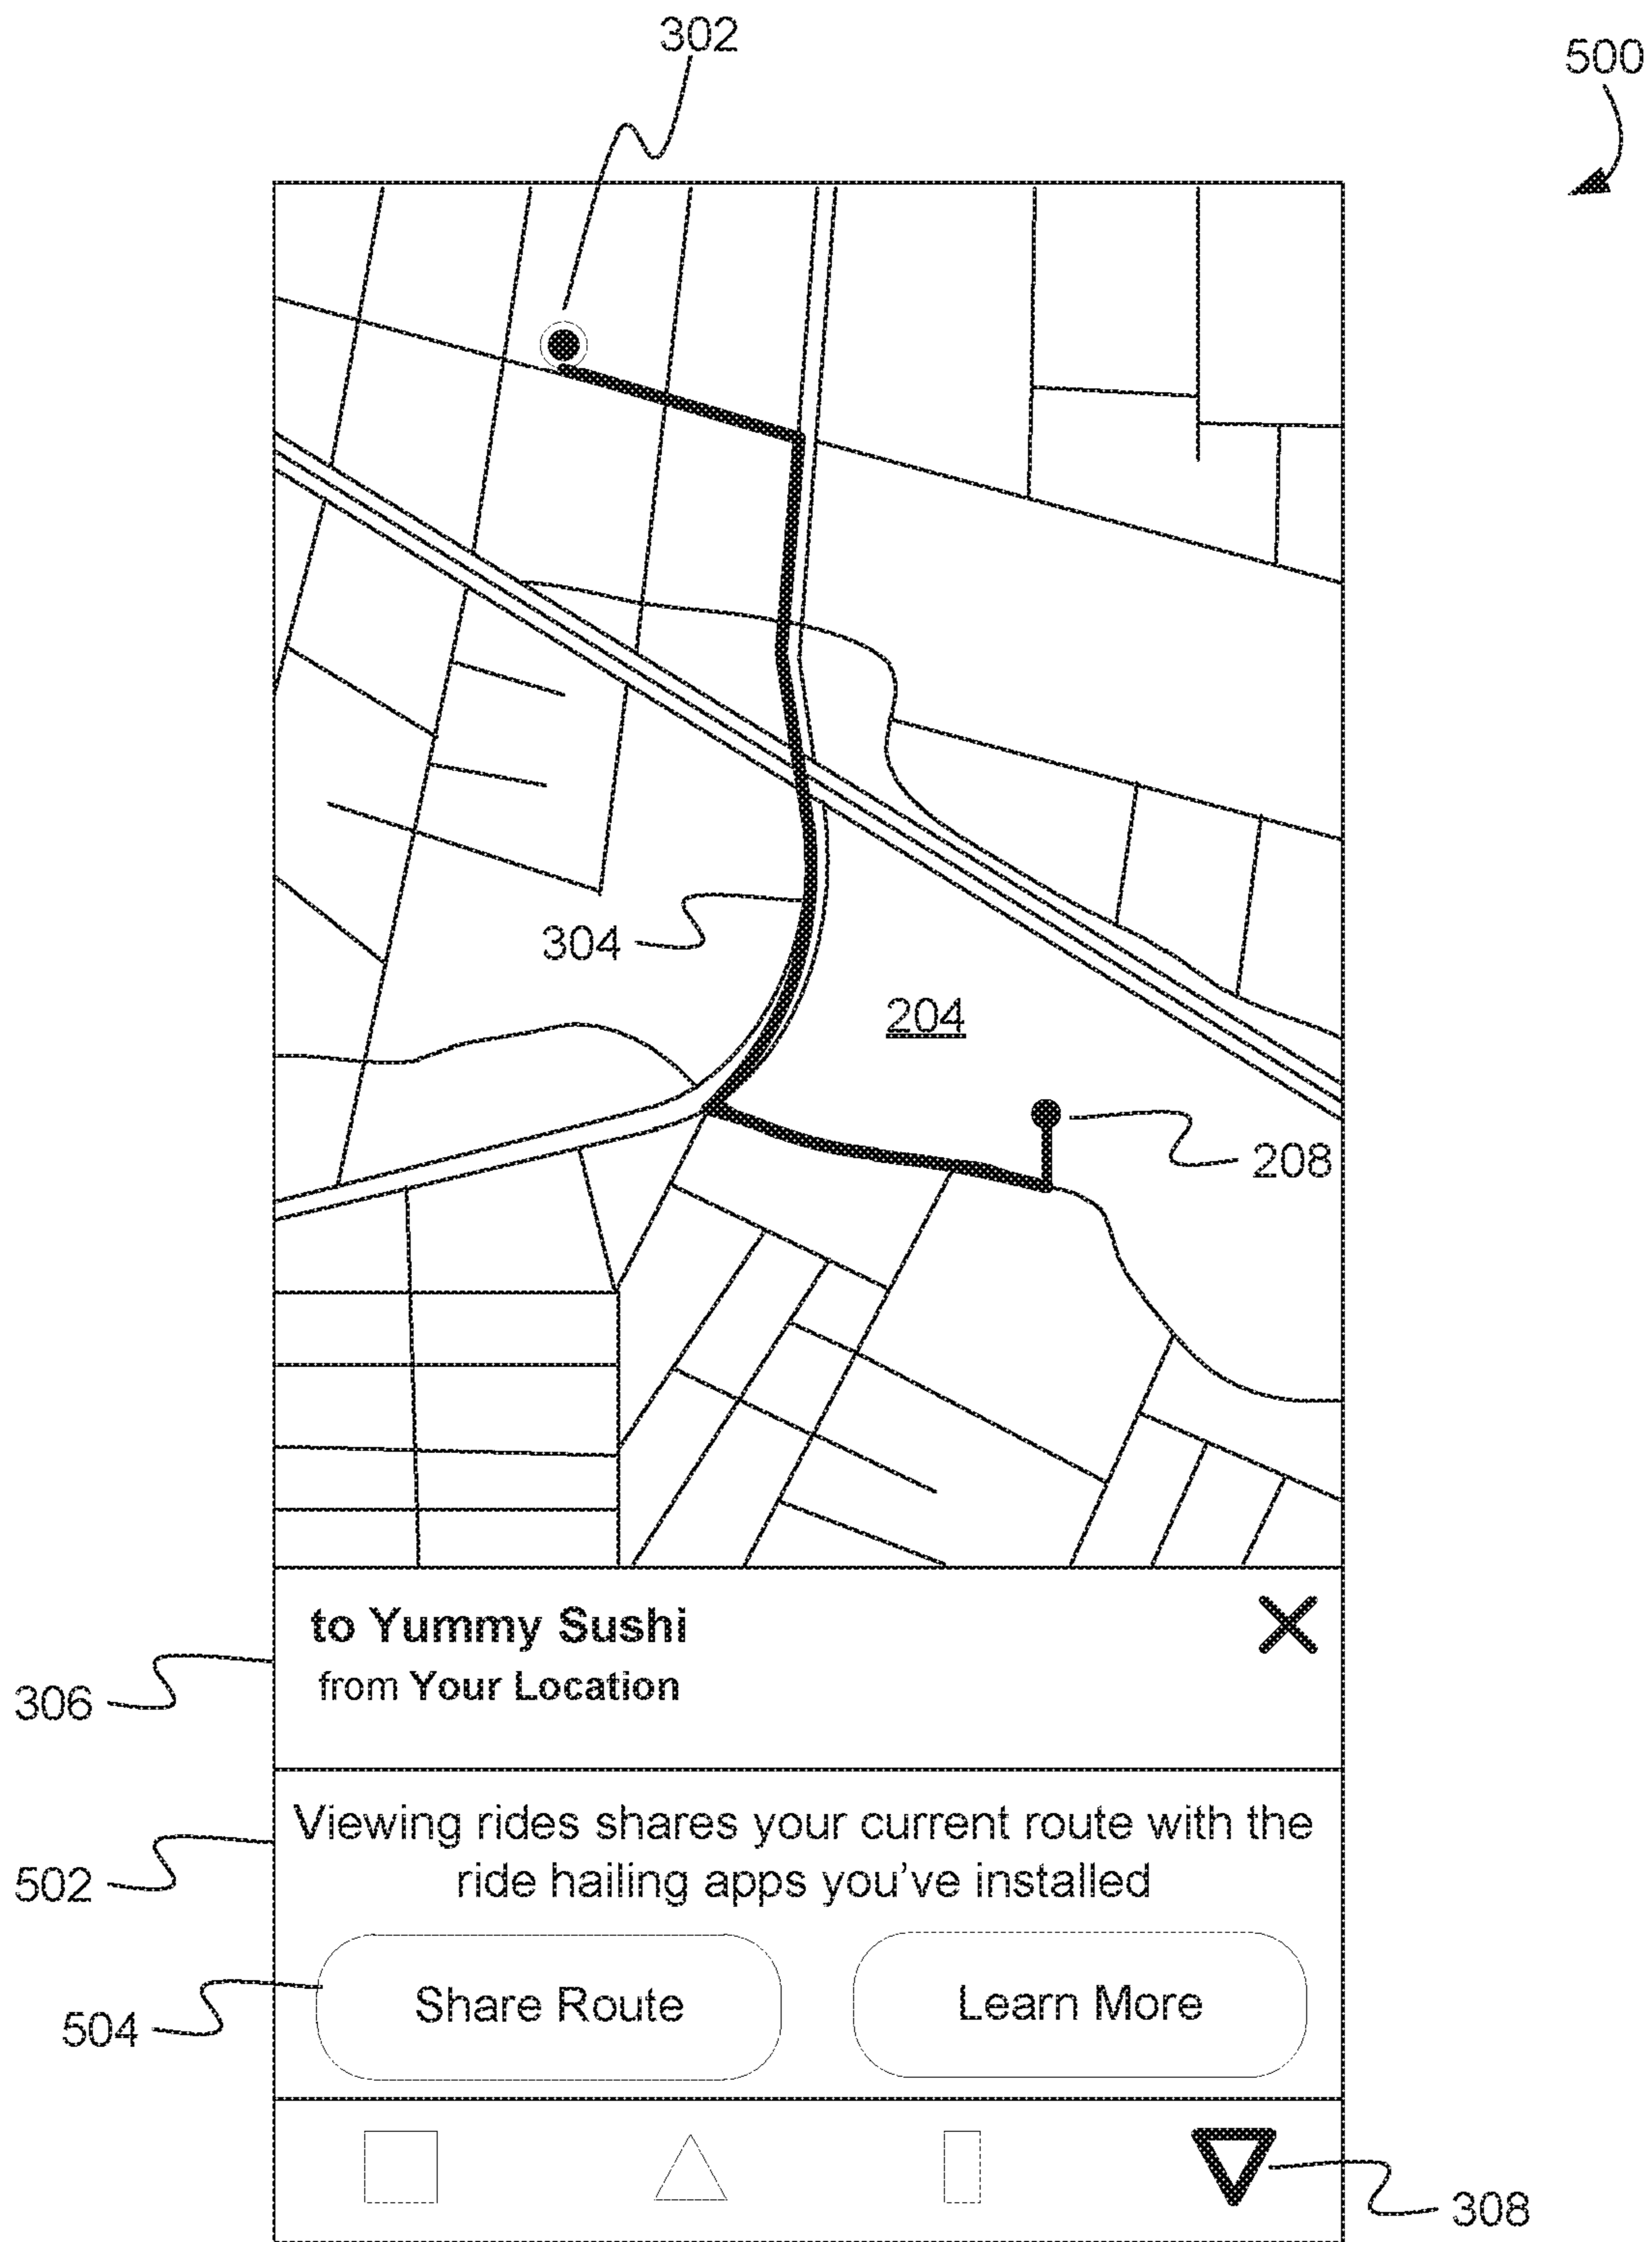 302
500
304
204
208
to Yummy Sushi
from Your Location
306
Viewing rides shares your current route with the
ride hailing apps you've installed
502
Share Route
Learn More
504
308